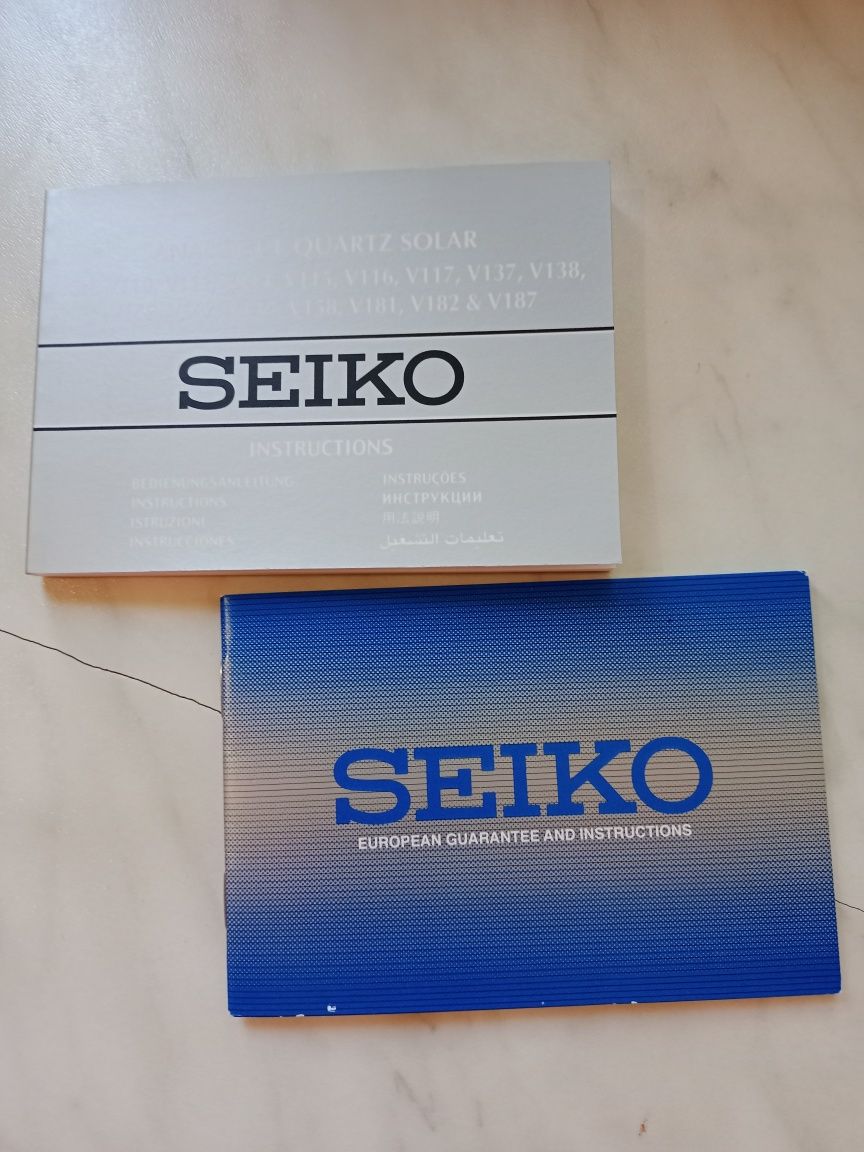 QUARTZ SOLAR
V115, V116, V117, V137, V138,
V158, V181, V182 & V187
SEIKO
INSTRUCTIONS
BEDIENUNGSANLEITUNG
INSTRUCTIONS
ISTRUZIONI
INSTRUCCIONES
INSTRUÇÕES
ИНСТРУКЦИИ
用法說明
تعليمات التشغيل
SEIKO
EUROPEAN GUARANTEE AND INSTRUCTIONS